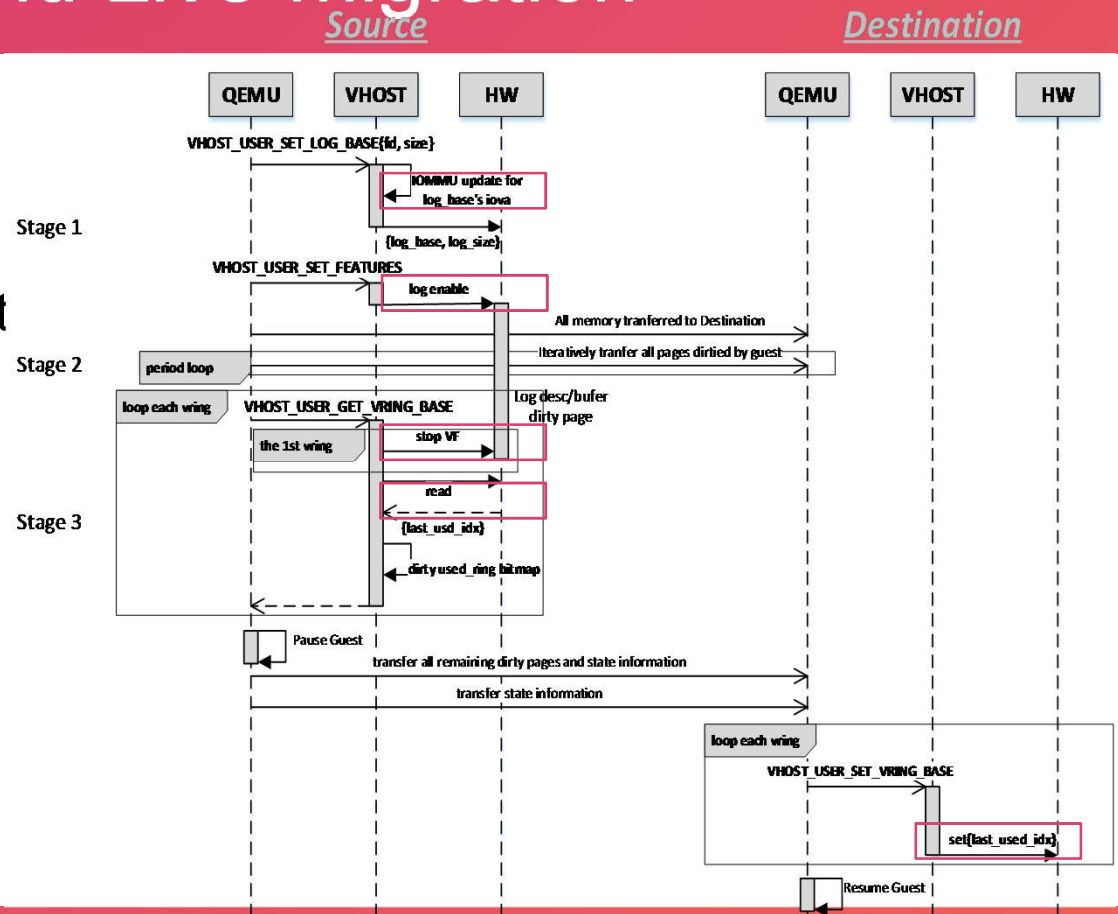 Live Migration
Source
Destination
QEMU
VHOST
HW
QEMU
VHOST
HW
VHOST_USER_SET_LOG_BASE{fd, size}
IOMMU update for
log_base's iova
Stage 1
{log_base, log_size}
VHOST_USER_SET_FEATURES
log enable
t
All memory tranferred to Destination
Stage 2
period loop
Iteratively tranfer all pages dirtied by guest
loop each vring
VHOST_USER_GET_VRING_BASE
Log desc/bufer
dirty page
the 1st vring
stop VF
read
Stage 3
{last_usd_idx}
dirty used_ring bitmap
Pause Guest
transfer all remaining dirty pages and state information
transfer state information
loop each vring
VHOST_USER_SET_VRING_BASE
set{last_used_idx}
Resume Guest